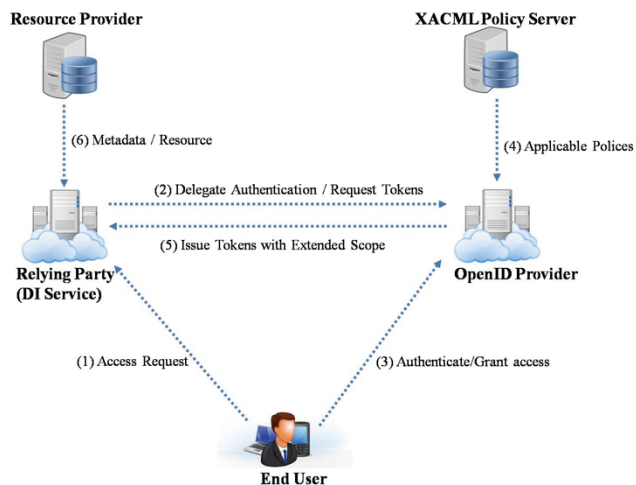 Resource Provider
XACML Policy Server
(6) Metadata / Resource
(4) Applicable Polices
(2) Delegate Authentication / Request Tokens
(5) Issue Tokens with Extended Scope
Relying Party
(DI Service)
OpenID Provider
(1) Access Request
(3) Authenticate/Grant access
End User